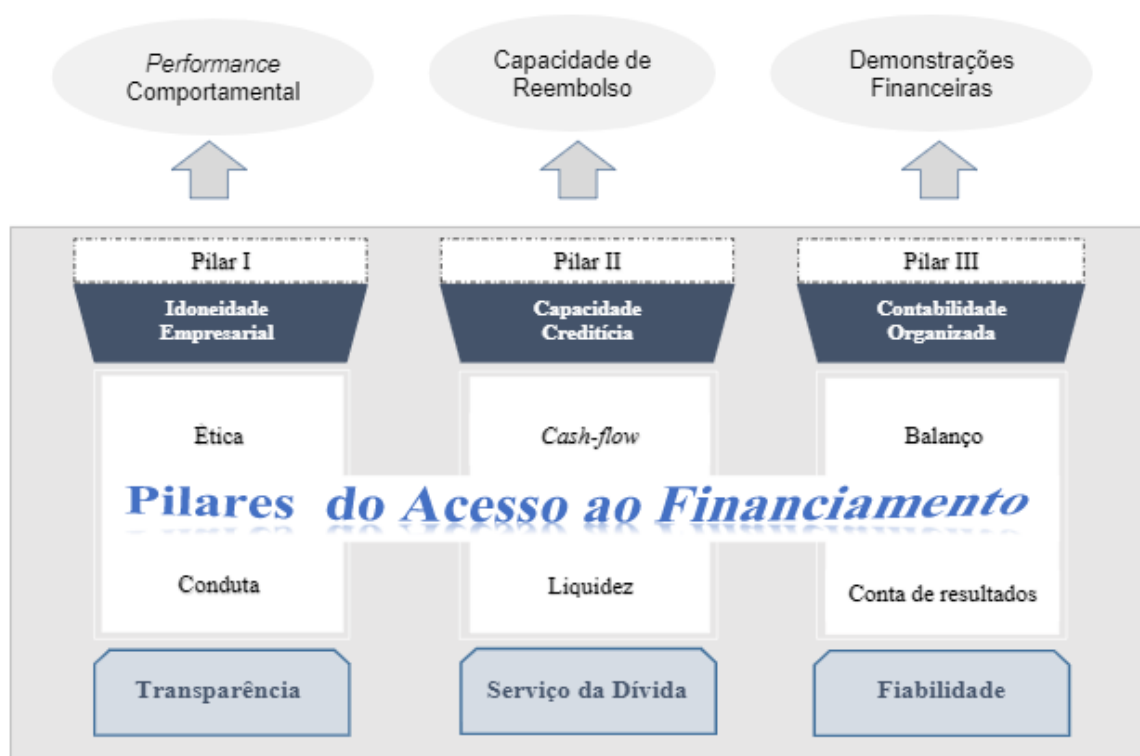 Performance
Comportamental
Capacidade de
Reembolso
Demonstrações
Financeiras
Pilar I
Pilar II
Pilar III
Idoneidade
Empresarial
Capacidade
Creditícia
Contabilidade
Organizada
Ética
Cash-flow
Balanço
Pilares do Acesso ao Financiamento
Conduta
Liquidez
Conta de resultados
Transparência
Serviço da Dívida
Fiabilidade